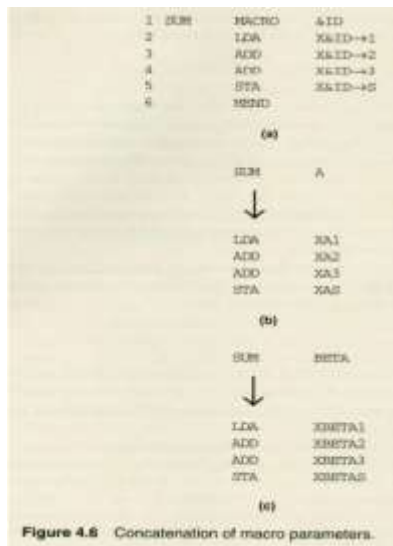 1 SUM MACRO &ID
2 LDA X&ID→1
3 ADD X&ID→2
4 ADD X&ID→3
5 STA X&ID→S
6 MEND
(a)
SUM A
↓
LDA XA1
ADD XA2
ADD XA3
STA XAS
(b)
SUM BETA
↓
LDA XBETA1
ADD XBETA2
ADD XBETA3
STA XBETAS
(c)
Figure 4.6 Concatenation of macro parameters.